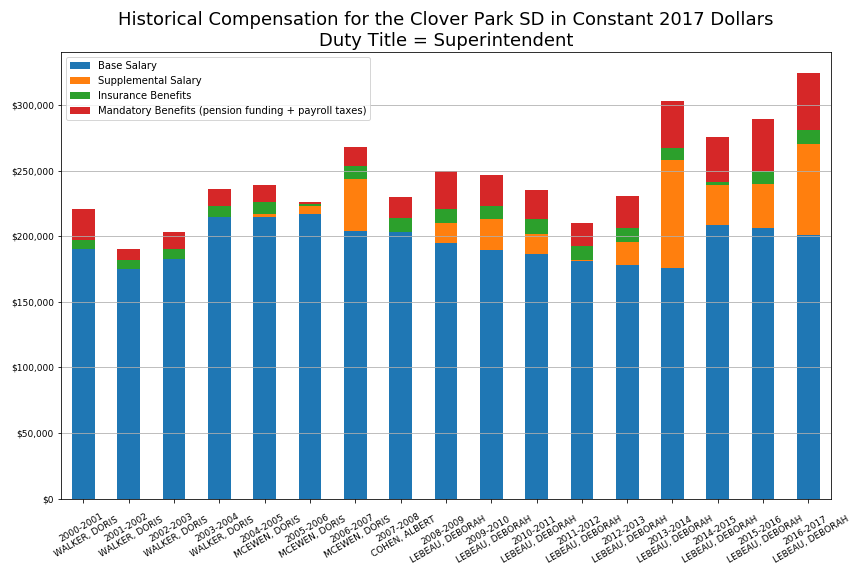 Historical Compensation for the Clover Park SD in Constant 2017 Dollars
Duty Title = Superintendent
Base Salary
Supplemental Salary
Insurance Benefits
Mandatory Benefits (pension funding + payroll taxes)
$300,000
$250,000
$200,000
$150,000
$100,000
$50,000
$0
2000-2001
WALKER, DORIS
2001-2002
WALKER, DORIS
2002-2003
WALKER, DORIS
2003-2004
WALKER, DORIS
2004-2005
MCEWEN, DORIS
2005-2006
MCEWEN, DORIS
2006-2007
MCEWEN, DORIS
2007-2008
COHEN, ALBERT
2008-2009
LEBEAU, DEBORAH
2009-2010
LEBEAU, DEBORAH
2010-2011
LEBEAU, DEBORAH
2011-2012
LEBEAU, DEBORAH
2012-2013
LEBEAU, DEBORAH
2013-2014
LEBEAU, DEBORAH
2014-2015
LEBEAU, DEBORAH
2015-2016
LEBEAU, DEBORAH
2016-2017
LEBEAU, DEBORAH